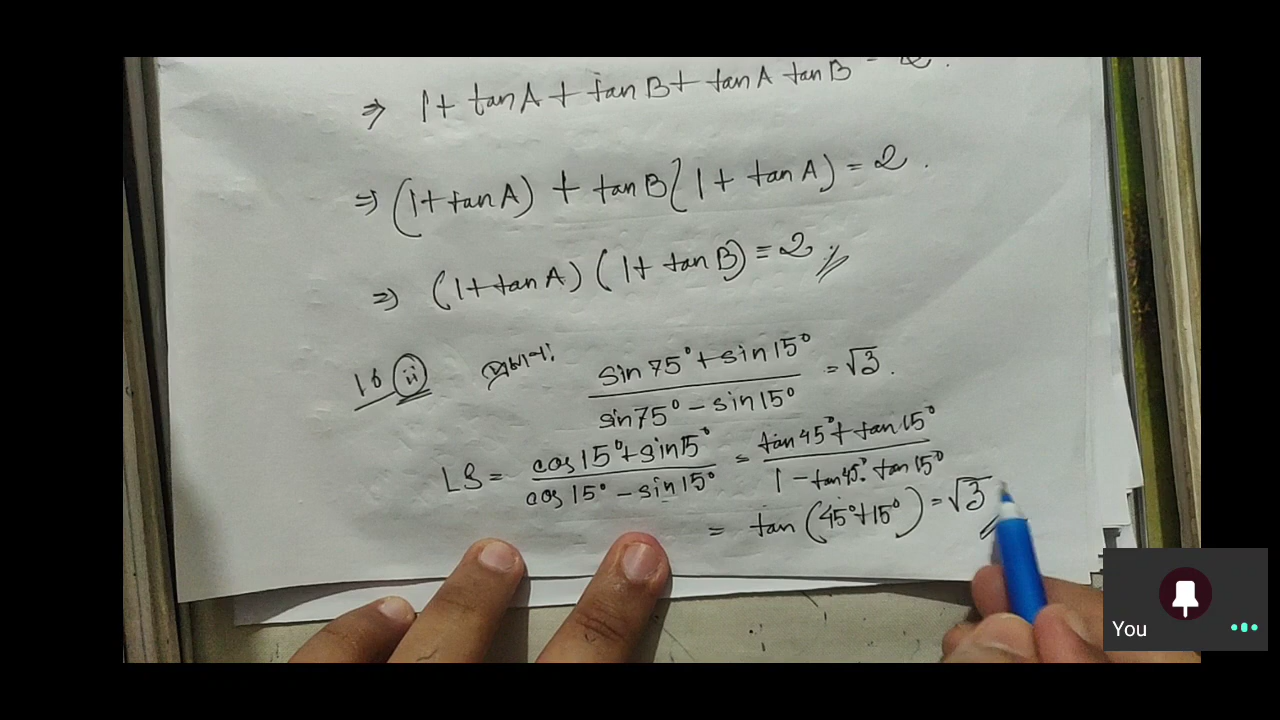 ⇒ 1 + tan A + tan B + tan A tan B = 2.
⇒ (1 + tan A) + tan B (1 + tan A) = 2.
⇒ (1 + tan A) (1 + tan B) = 2.
16 (ii) প্রমাণ: (sin 75° + sin 15°) / (sin 75° - sin 15°) = √3.
LS = (cos 15° + sin 15°) / (cos 15° - sin 15°) = (tan 45° + tan 15°) / (1 - tan 45°. tan 15°)
= tan (45° + 15°) = √3
You